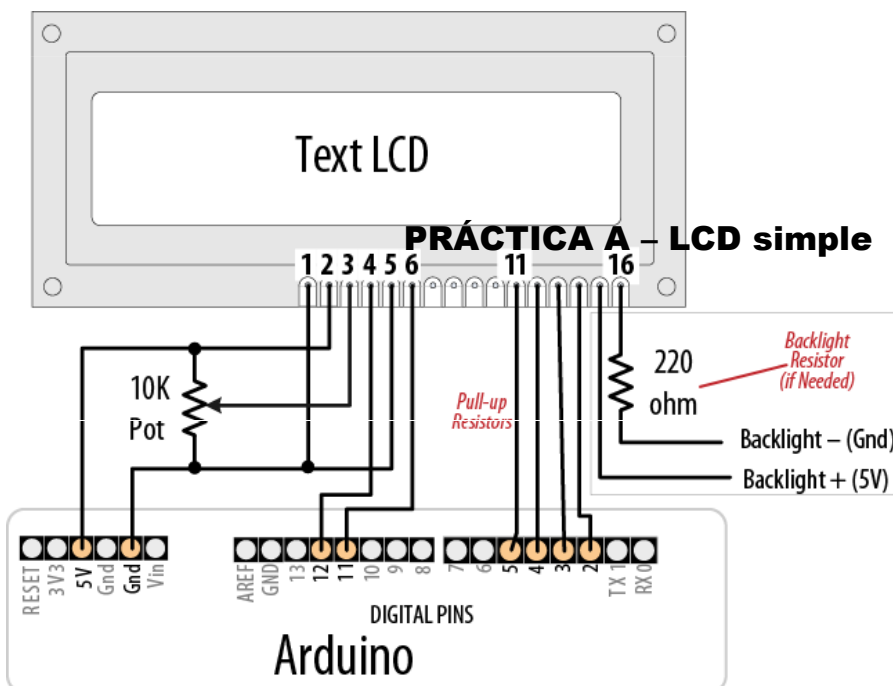 Text LCD
PRÁCTICA A – LCD simple
1 2 3 4 5 6 11 16
10K
Pot
Pull-up
Resistors
220
ohm
Backlight
Resistor
(if Needed)
Backlight – (Gnd)
Backlight + (5V)
RESET 3V3 5V Gnd Gnd Vin AREF GND 13 12 11 10 9 8 7 6 5 4 3 2 TX 1 RX 0
DIGITAL PINS
Arduino